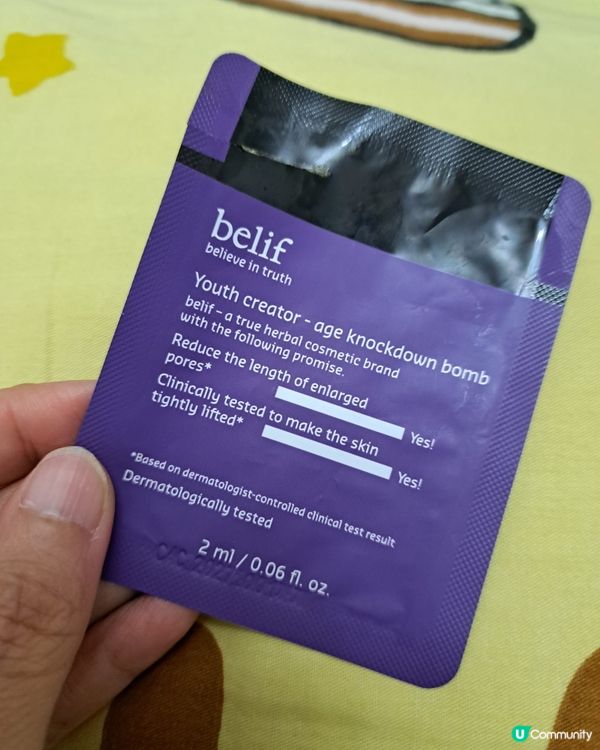 belif
believe in truth
Youth creator - age knockdown bomb
belif – a true herbal cosmetic brand
with the following promise.
Reduce the length of enlarged
pores*
Yes!
Clinically tested to make the skin
tightly lifted*
Yes!
*Based on dermatologist-controlled clinical test result
Dermatologically tested
2 ml / 0.06 fl. oz.
U Community